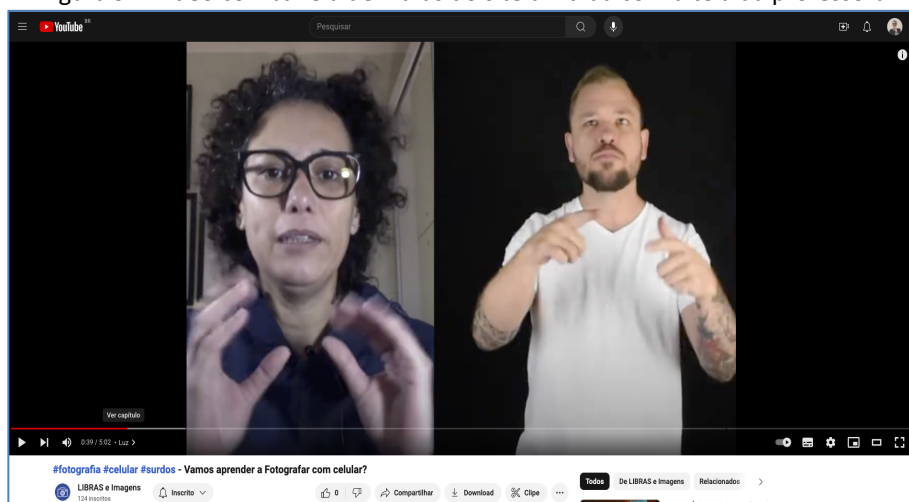 YouTube BR
Pesquisar
Ver capítulo
0:39 / 5:02 • Luz >
#fotografia #celular #surdos - Vamos aprender a Fotografar com celular?
LIBRAS e Imagens
124 inscritos
Inscrito
0
Compartilhar
Download
Clipe
Todos
De LIBRAS e Imagens
Relacionados